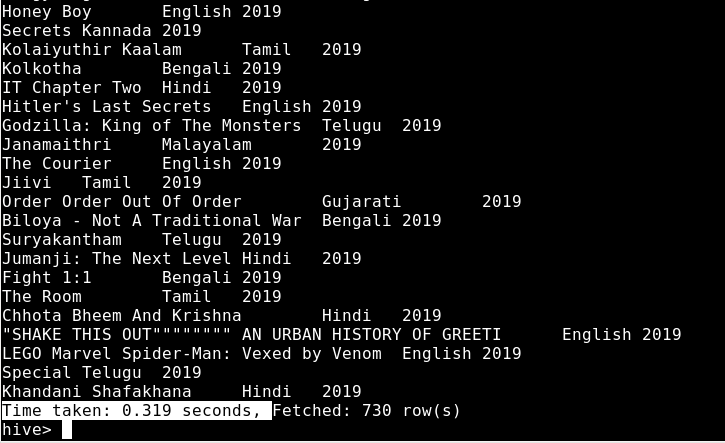 Honey Boy English 2019
Secrets Kannada 2019
Kolaiyuthir Kaalam Tamil 2019
Kolkotha Bengali 2019
IT Chapter Two Hindi 2019
Hitler's Last Secrets English 2019
Godzilla: King of The Monsters Telugu 2019
Janamaithri Malayalam 2019
The Courier English 2019
Jiivi Tamil 2019
Order Order Out Of Order Gujarati 2019
Biloya - Not A Traditional War Bengali 2019
Suryakantham Telugu 2019
Jumanji: The Next Level Hindi 2019
Fight 1:1 Bengali 2019
The Room Tamil 2019
Chhota Bheem And Krishna Hindi 2019
"SHAKE THIS OUT"""""""" AN URBAN HISTORY OF GREETI English 2019
LEGO Marvel Spider-Man: Vexed by Venom English 2019
Special Telugu 2019
Khandani Shafakhana Hindi 2019
Time taken: 0.319 seconds, Fetched: 730 row(s)
hive>